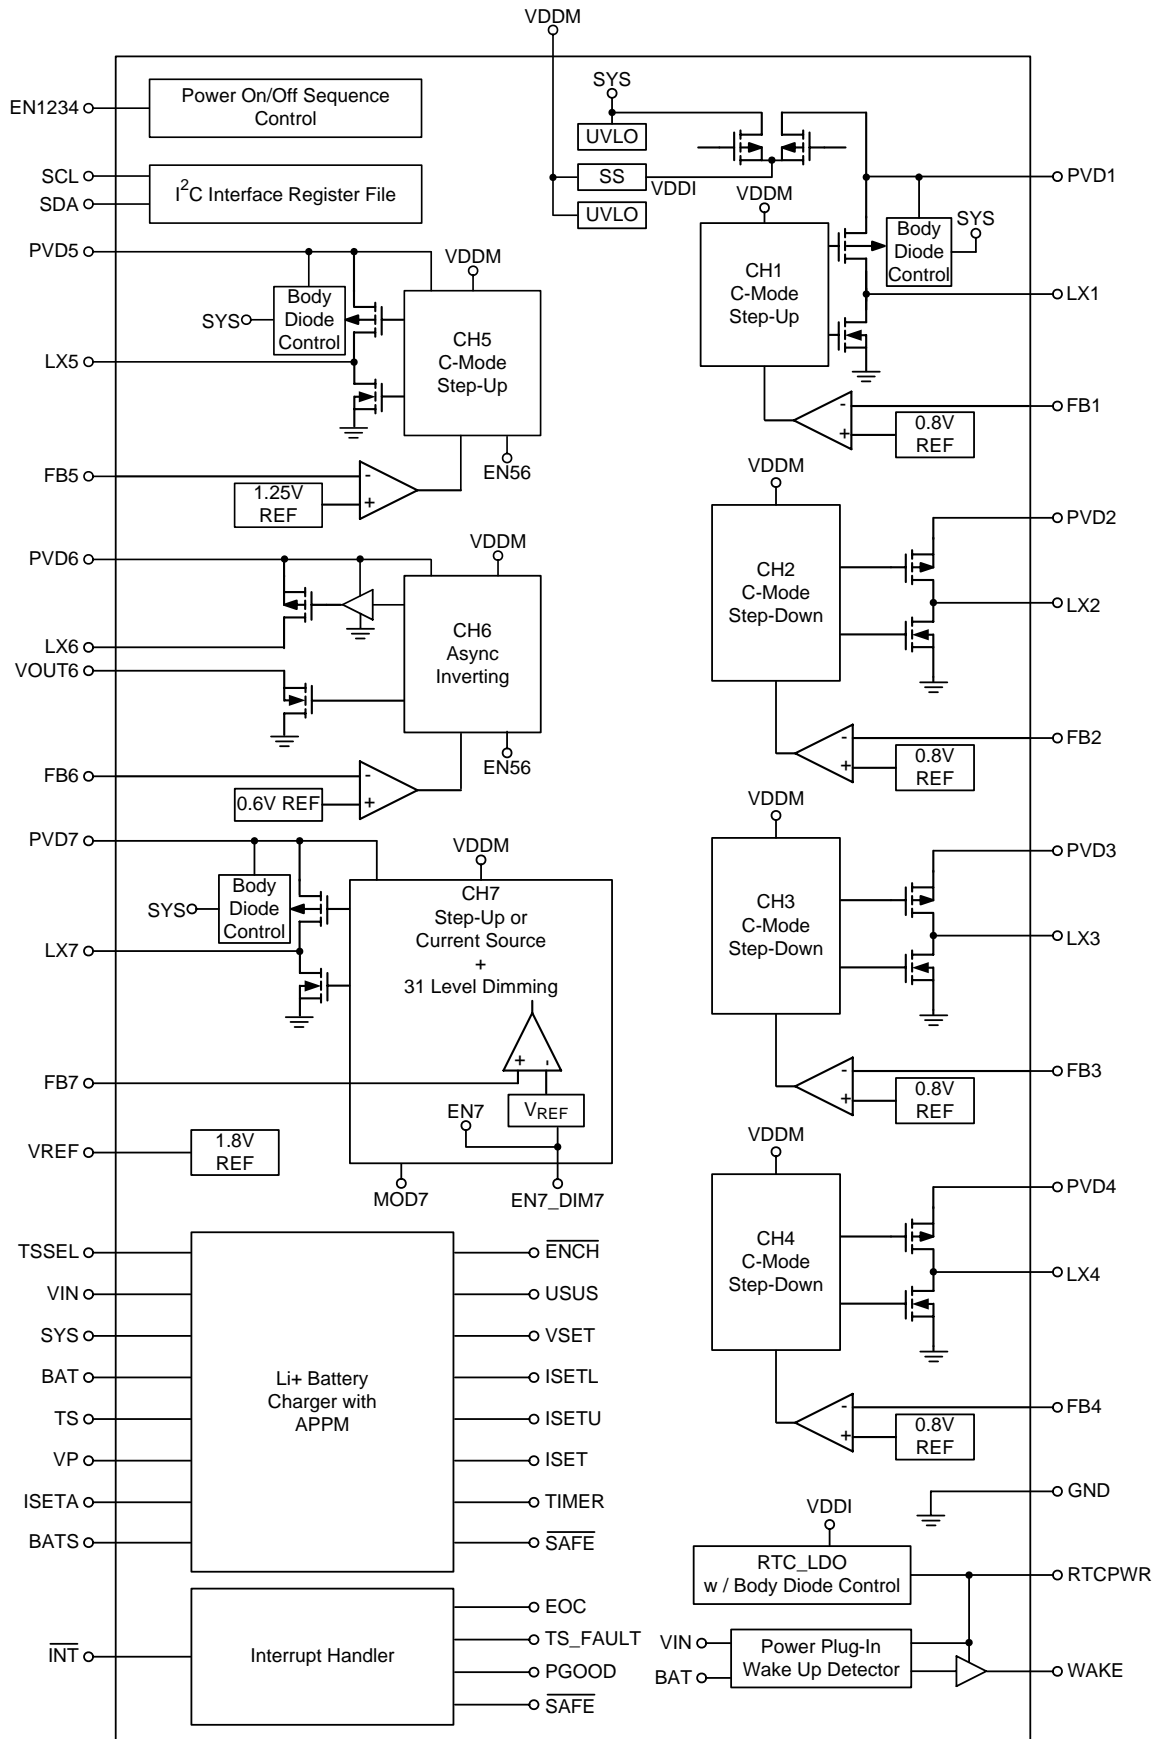 VDDM
EN1234
Power On/Off Sequence
Control
SCL
SDA
I2C Interface Register File
SYS
UVLO
SS
VDDI
UVLO
PVD1
VDDM
CH1
C-Mode
Step-Up
Body
Diode
Control
SYS
LX1
FB1
-
+
0.8V
REF
PVD5
VDDM
Body
Diode
Control
SYS
CH5
C-Mode
Step-Up
LX5
EN56
FB5
-
+
1.25V
REF
VDDM
PVD2
CH2
C-Mode
Step-Down
LX2
FB2
-
+
0.8V
REF
PVD6
VDDM
CH6
Async
Inverting
LX6
VOUT6
EN56
FB6
-
+
0.6V REF
VDDM
PVD3
CH3
C-Mode
Step-Down
LX3
FB3
-
+
0.8V
REF
PVD7
VDDM
Body
Diode
Control
SYS
LX7
CH7
Step-Up or
Current Source
+
31 Level Dimming
+
-
FB7
EN7
VREF
MOD7
EN7_DIM7
VREF
1.8V
REF
VDDM
PVD4
CH4
C-Mode
Step-Down
LX4
FB4
-
+
0.8V
REF
TSSEL
VIN
SYS
BAT
TS
VP
ISETA
BATS
Li+ Battery
Charger with
APPM
ENCH
USUS
VSET
ISETL
ISETU
ISET
TIMER
SAFE
GND
VDDI
RTC_LDO
w / Body Diode Control
RTCPWR
INT
Interrupt Handler
EOC
TS_FAULT
PGOOD
SAFE
VIN
BAT
Power Plug-In
Wake Up Detector
WAKE